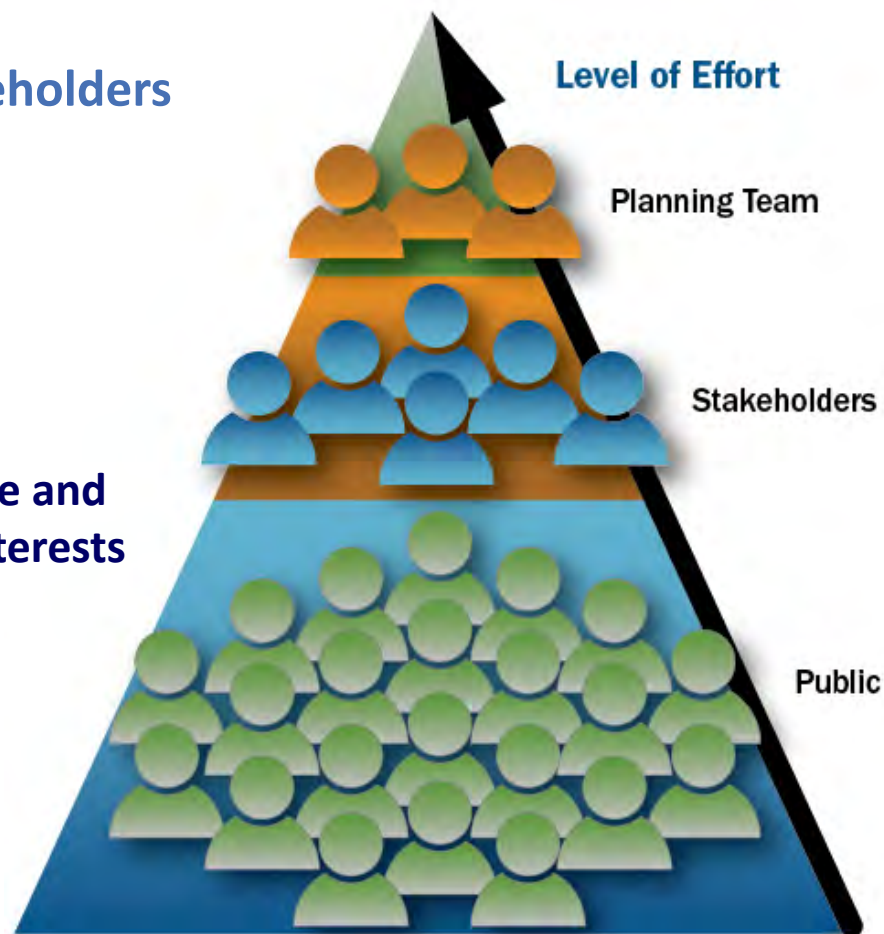 eholders
Level of Effort
Planning Team
Stakeholders
e and
terests
Public